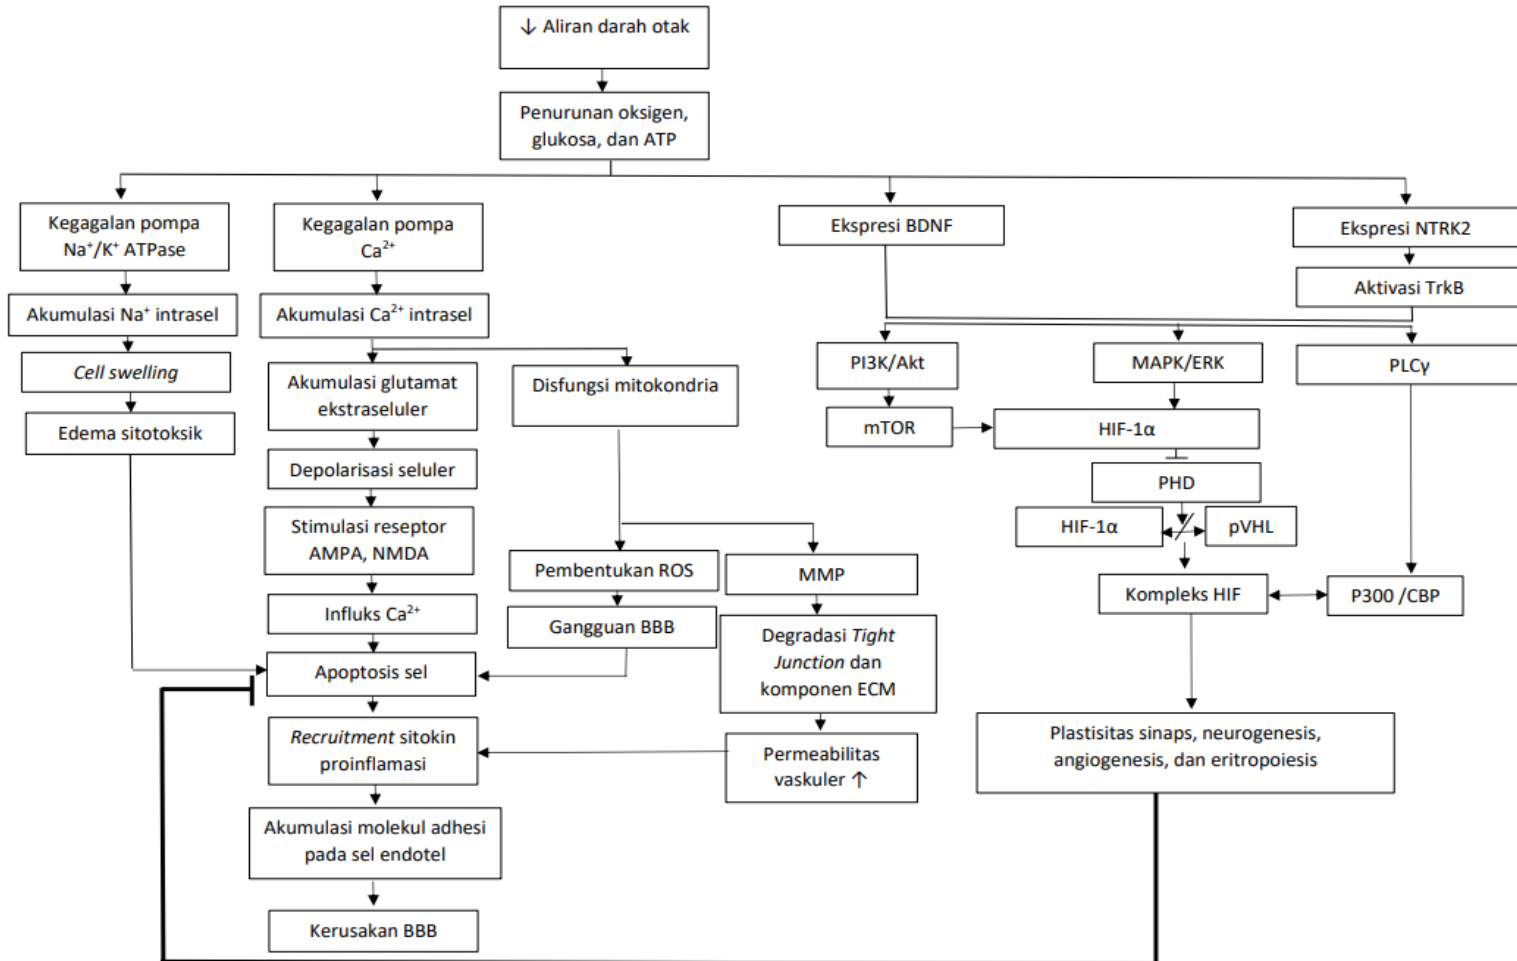 ↓ Aliran darah otak
Penurunan oksigen,
glukosa, dan ATP
Kegagalan pompa
Na⁺/K⁺ ATPase
Akumulasi Na⁺ intrasel
Cell swelling
Edema sitotoksik
Kegagalan pompa
Ca²⁺
Akumulasi Ca²⁺ intrasel
Akumulasi glutamat
ekstraseluler
Depolarisasi seluler
Stimulasi reseptor
AMPA, NMDA
Influks Ca²⁺
Apoptosis sel
Recruitment sitokin
proinflamasi
Akumulasi molekul adhesi
pada sel endotel
Kerusakan BBB
Disfungsi mitokondria
Pembentukan ROS
Gangguan BBB
MMP
Degradasi Tight
Junction dan
komponen ECM
Permeabilitas
vaskuler ↑
Ekspresi BDNF
Ekspresi NTRK2
Aktivasi TrkB
PI3K/Akt
mTOR
MAPK/ERK
HIF-1α
PHD
HIF-1α
pVHL
Kompleks HIF
PLCγ
P300 /CBP
Plastisitas sinaps, neurogenesis,
angiogenesis, dan eritropoiesis